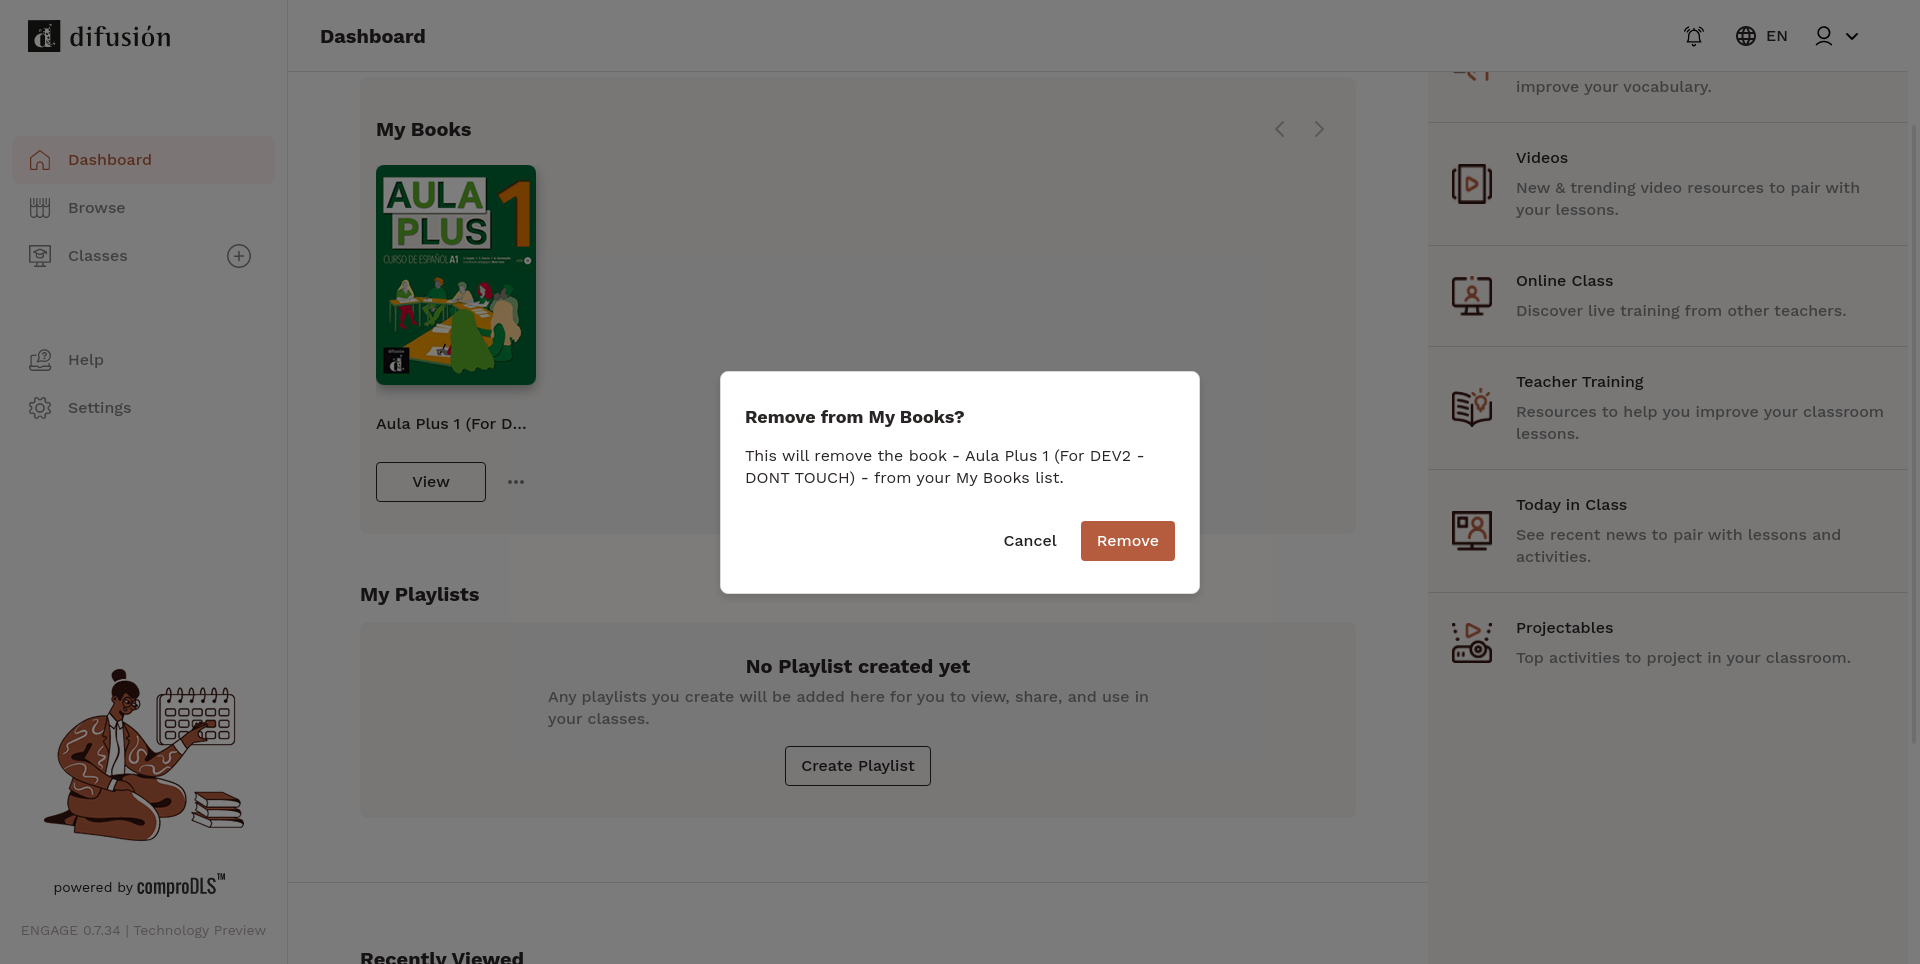 difusión
Dashboard
EN
Dashboard
Browse
Classes
Help
Settings
powered by comproDLS™
ENGAGE 0.7.34 | Technology Preview
My Books
AULA
PLUS 1
CURSO DE ESPAÑOL A1
difusión
Aula Plus 1 (For D...
View
Remove from My Books?
This will remove the book - Aula Plus 1 (For DEV2 -
DONT TOUCH) - from your My Books list.
Cancel
Remove
My Playlists
No Playlist created yet
Any playlists you create will be added here for you to view, share, and use in
your classes.
Create Playlist
Recently Viewed
improve your vocabulary.
Videos
New & trending video resources to pair with
your lessons.
Online Class
Discover live training from other teachers.
Teacher Training
Resources to help you improve your classroom
lessons.
Today in Class
See recent news to pair with lessons and
activities.
Projectables
Top activities to project in your classroom.